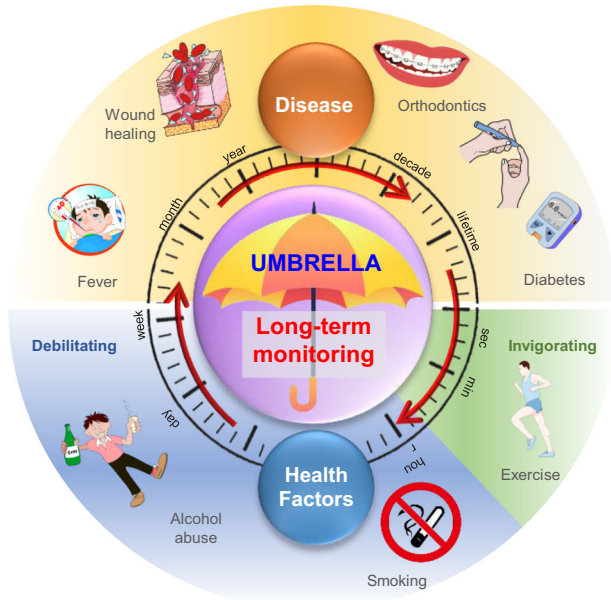 Disease
Wound
healing
Orthodontics
year
decade
month
lifetime
Fever
Diabetes
UMBRELLA
Long-term
monitoring
week
sec
Debilitating
Invigorating
min
day
hou
r
Health
Factors
Exercise
Alcohol
abuse
Smoking